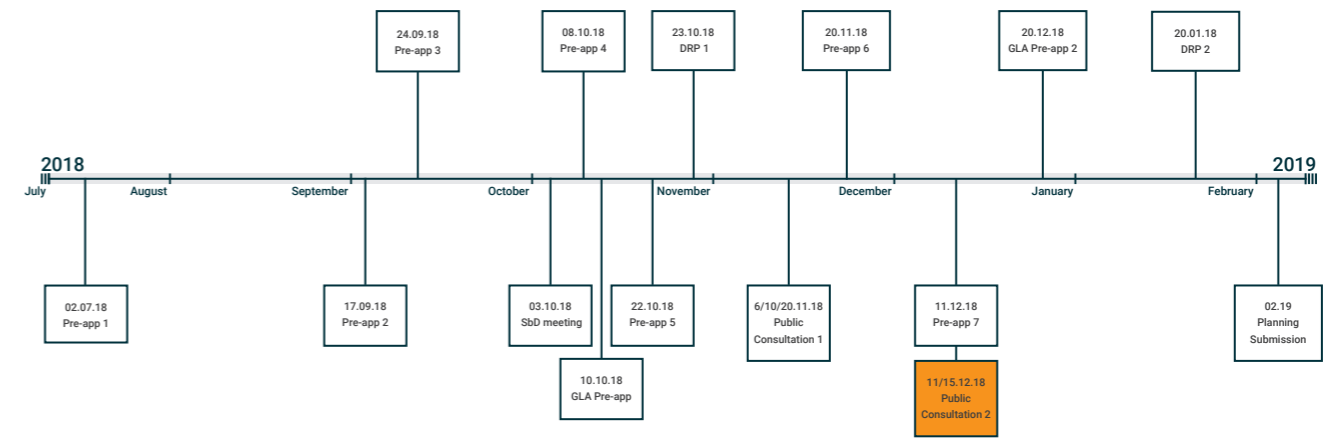 24.09.18
Pre-app 3
08.10.18
Pre-app 4
23.10.18
DRP 1
20.11.18
Pre-app 6
20.12.18
GLA Pre-app 2
20.01.18
DRP 2
2018
2019
July
August
September
October
November
December
January
February
02.07.18
Pre-app 1
17.09.18
Pre-app 2
03.10.18
SbD meeting
22.10.18
Pre-app 5
6/10/20.11.18
Public
Consultation 1
11.12.18
Pre-app 7
02.19
Planning
Submission
10.10.18
GLA Pre-app
11/15.12.18
Public
Consultation 2